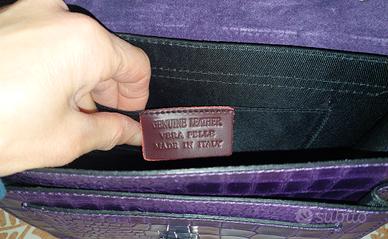 GENUINE LEATHER
VERA PELLE
MADE IN ITALY
subito